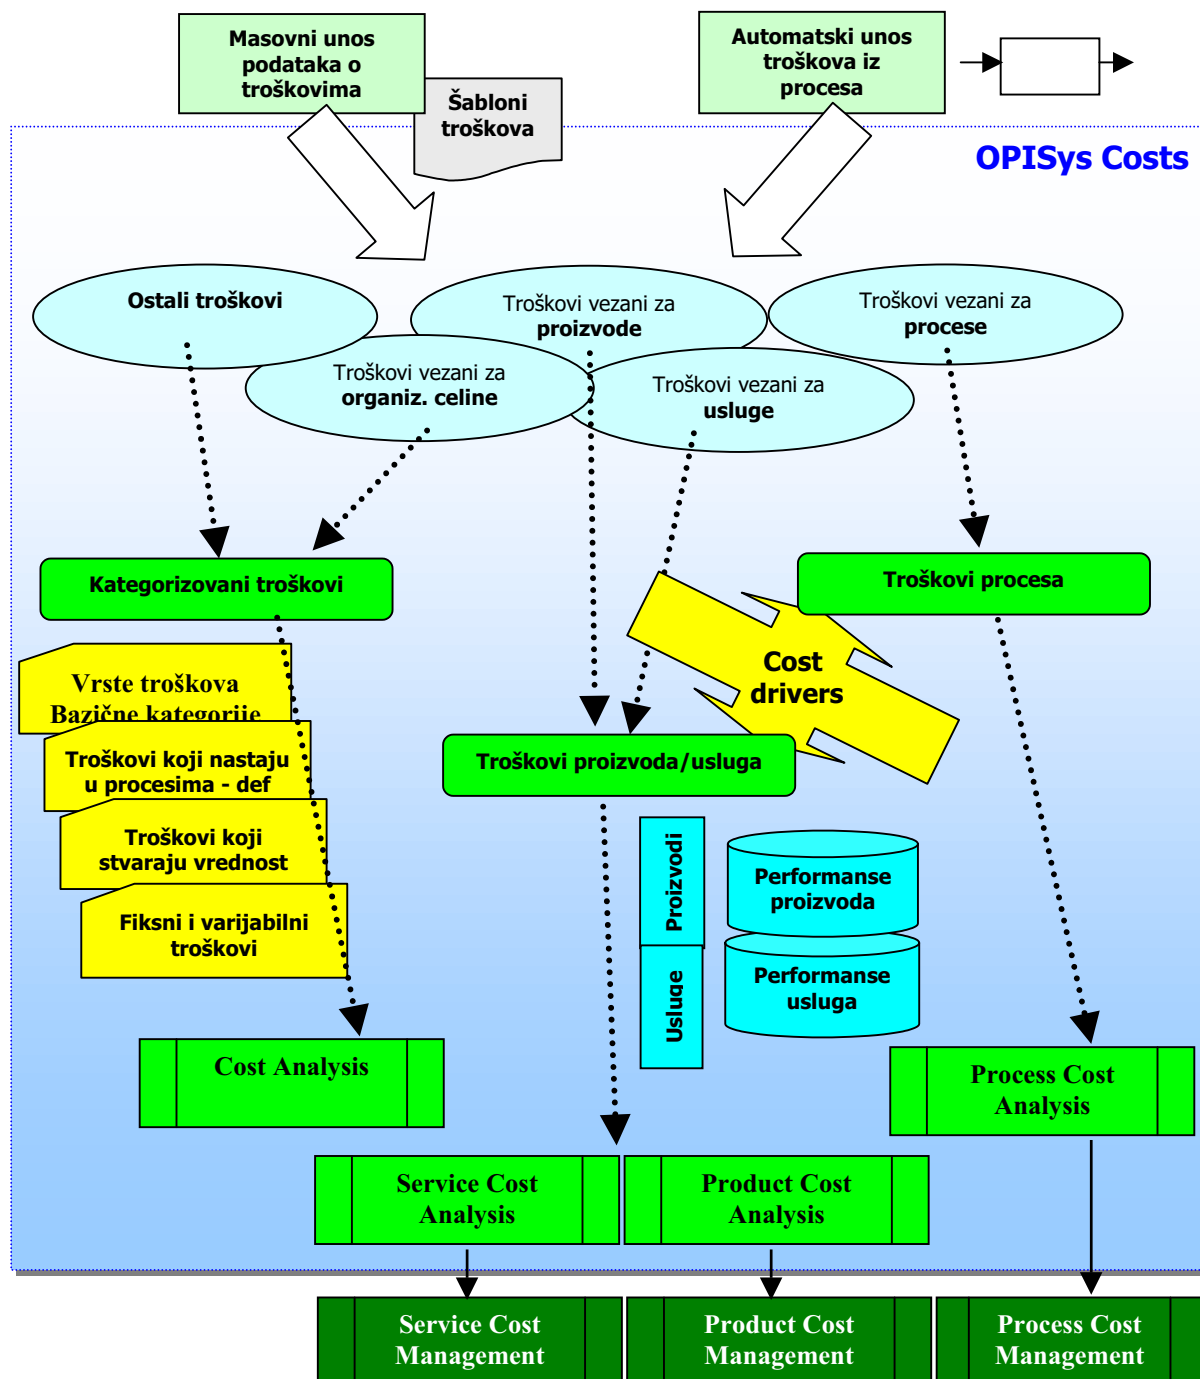 Masovni unos
podataka o
troškovima
Šabloni
troškova
Automatski unos
troškova iz
procesa
OPISys Costs
Ostali troškovi
Troškovi vezani za
proizvode
Troškovi vezani za
procese
Troškovi vezani za
organiz. celine
Troškovi vezani za
usluge
Kategorizovani troškovi
Troškovi procesa
Vrste troškova
Bazične kategorije
Troškovi koji nastaju
u procesima - def
Troškovi koji
stvaraju vrednost
Fiksni i varijabilni
troškovi
Cost
drivers
Troškovi proizvoda/usluga
Proizvodi
Usluge
Performanse
proizvoda
Performanse
usluga
Cost Analysis
Process Cost
Analysis
Service Cost
Analysis
Product Cost
Analysis
Service Cost
Management
Product Cost
Management
Process Cost
Management